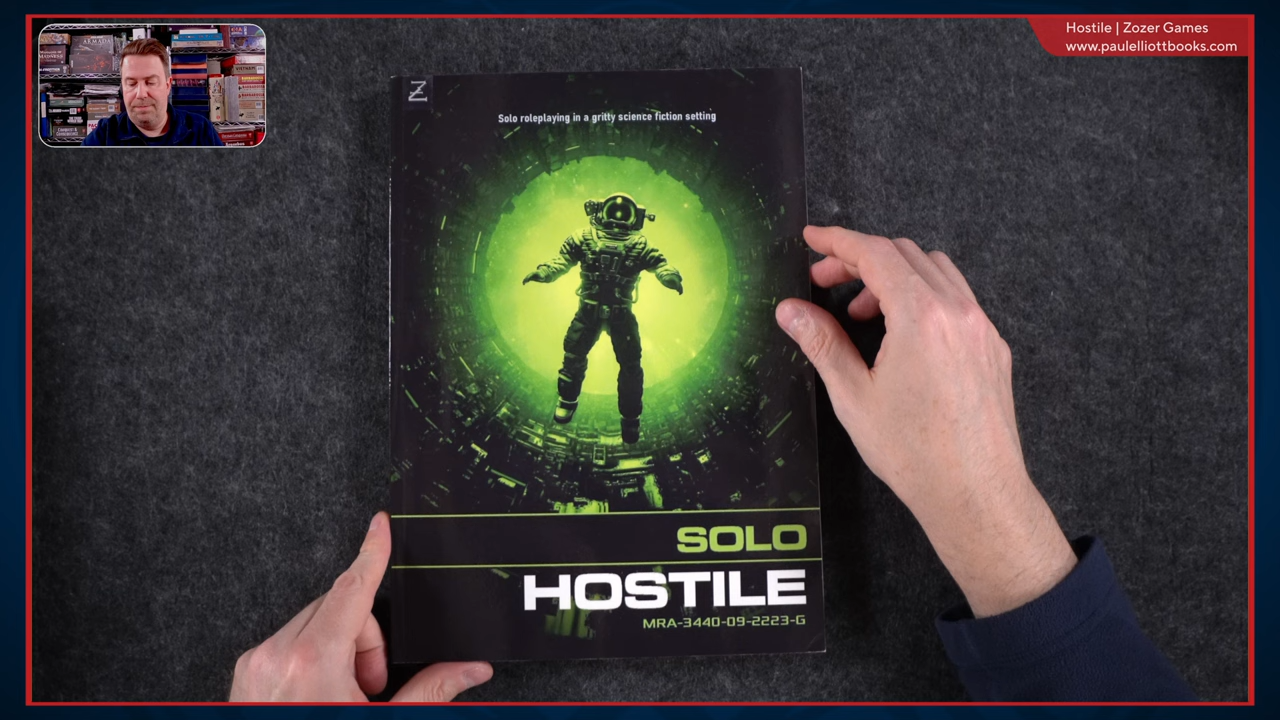 Hostile | Zozer Games
www.paulelliottbooks.com
ARMADA
Z
Solo roleplaying in a gritty science fiction setting
SOLO
HOSTILE
MRA-3440-09-2223-G